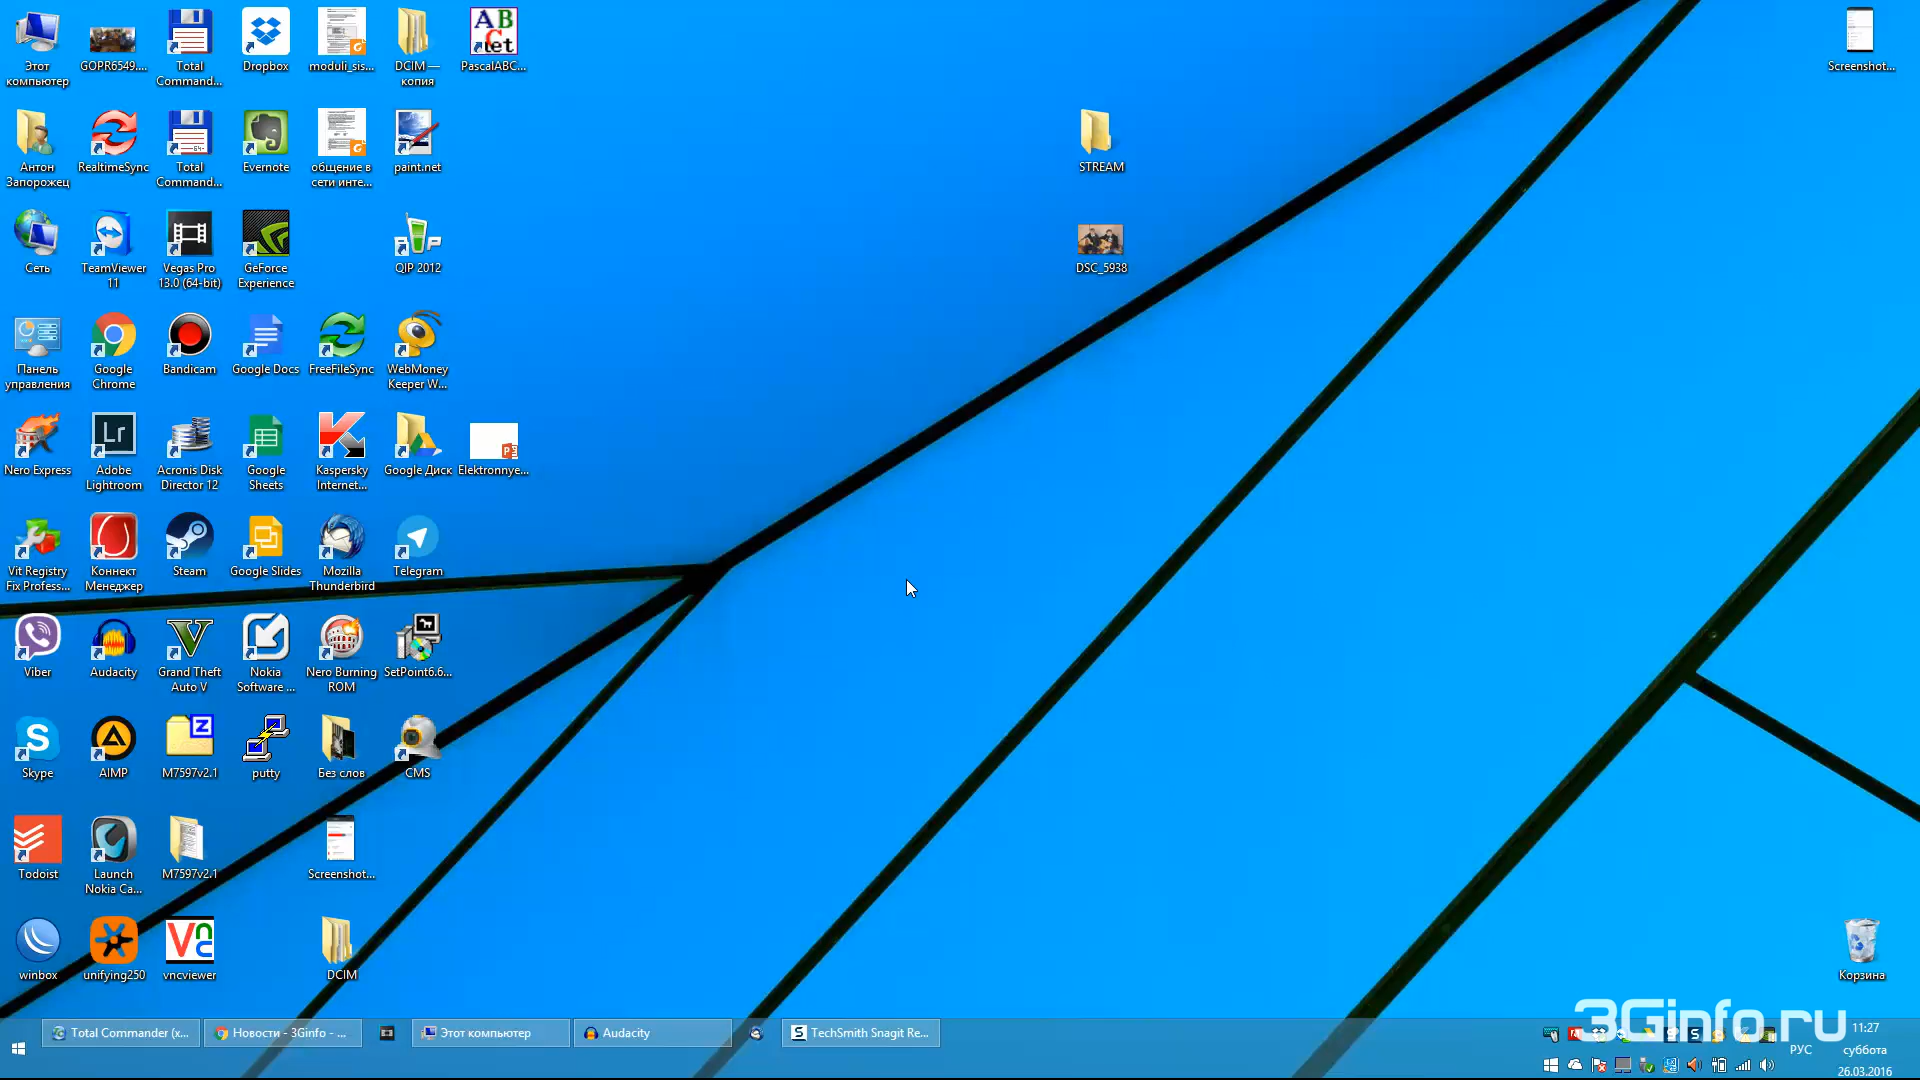 Этот
компьютер
GOPR6549....
Total
Command...
Dropbox
moduli_sis...
DCIM —
копия
PascalABC...
Screenshot...
Антон
Запорожец
RealtimeSync
Total
Command...
Evernote
общение в
сети инте...
paint.net
STREAM
Сеть
TeamViewer
11
Vegas Pro
13.0 (64-bit)
GeForce
Experience
QIP 2012
DSC_5938
Панель
управления
Google
Chrome
Bandicam
Google Docs
FreeFileSync
WebMoney
Keeper W...
Nero Express
Adobe
Lightroom
Acronis Disk
Director 12
Google
Sheets
Kaspersky
Internet...
Google Диск
Elektronnye...
Vit Registry
Fix Profess...
Коннект
Менеджер
Steam
Google Slides
Mozilla
Thunderbird
Telegram
Viber
Audacity
Grand Theft
Auto V
Nokia
Software ...
Nero Burning
ROM
SetPoint6.6...
Skype
AIMP
M7597v2.1
putty
Без слов
CMS
Todoist
Launch
Nokia Ca...
M7597v2.1
Screenshot...
winbox
unifying250
vncviewer
DCIM
Корзина
3Ginfo.ru
Total Commander (x...
Новости - 3Ginfo - ...
Этот компьютер
Audacity
TechSmith Snagit Re...
РУС
11:27
суббота
26.03.2016